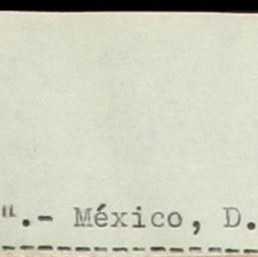 ".- México, D.